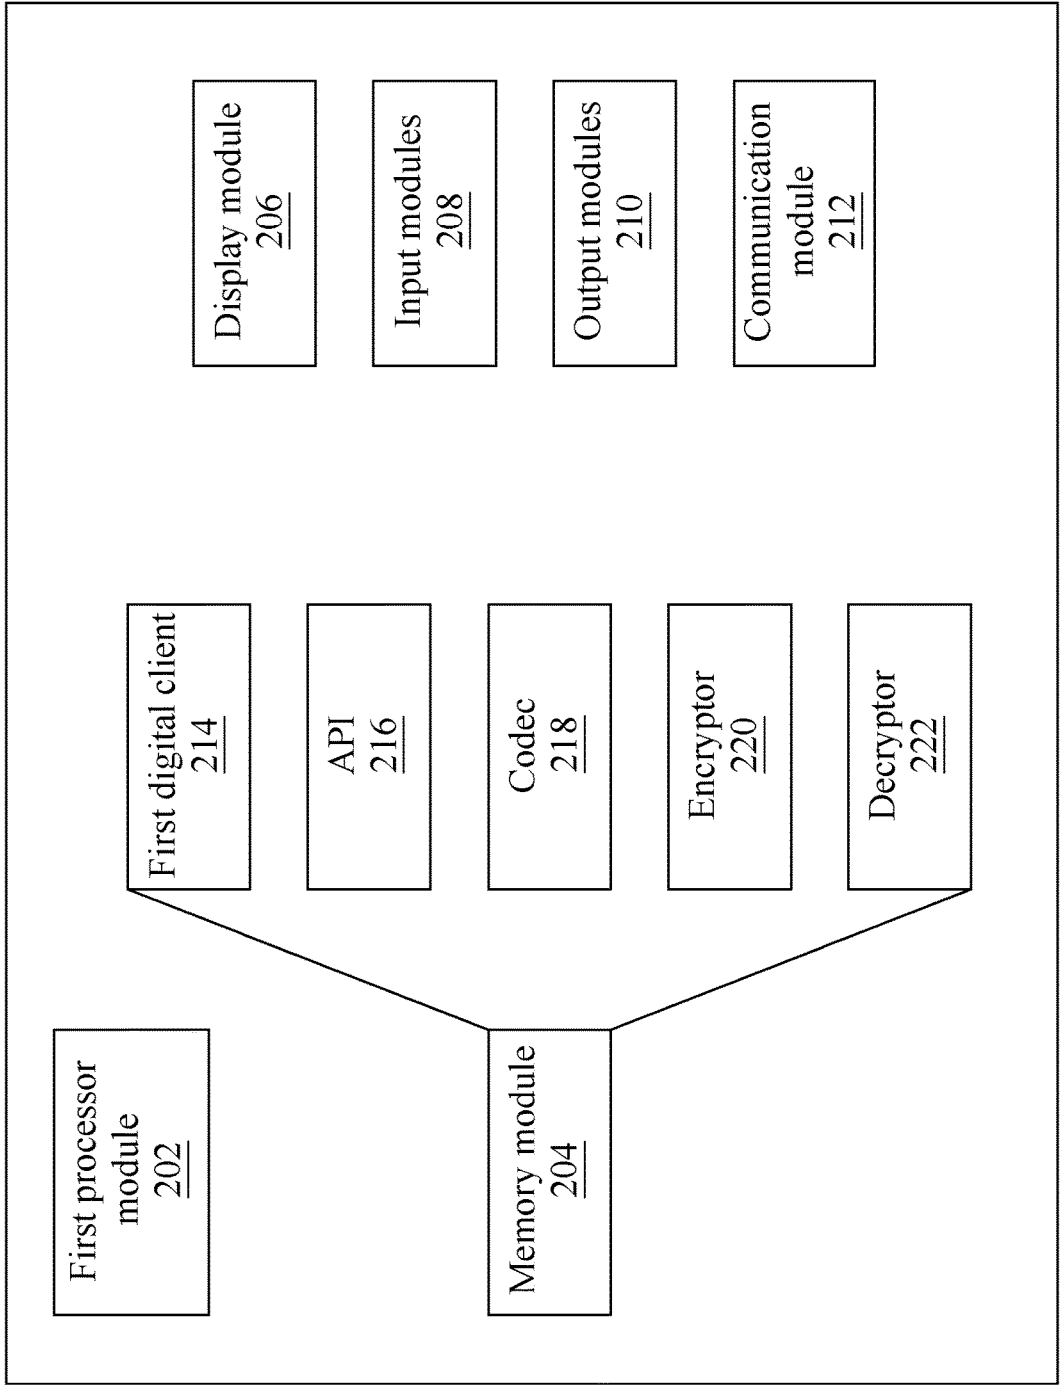 First processor
module
202
Memory module
204
First digital client
214
API
216
Codec
218
Encryptor
220
Decryptor
222
Display module
206
Input modules
208
Output modules
210
Communication
module
212